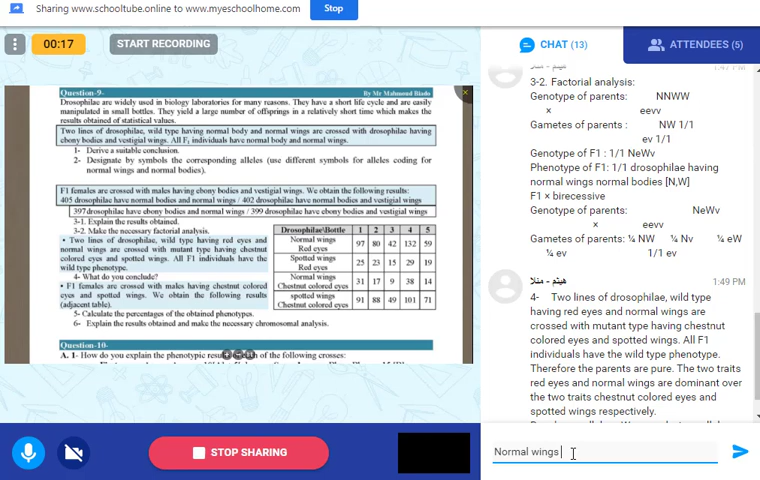 Sharing www.schooltube.online to www.myeschoolhome.com
Stop
00:17
START RECORDING
CHAT (13)
ATTENDEES (5)
Question-9
By Mr Mahmoud Biado
Drosophilae are widely used in biology laboratories for many reasons. They have a short life cycle and are easily
manipulated in small bottles. They yield a large number of offsprings in a relatively short time which makes the
results obtained of statistical values.
Two lines of drosophilae, wild type having normal body and normal wings are crossed with drosophilae having
ebony bodies and vestigial wings. All F₁ individuals have normal body and normal wings.
1- Derive a suitable conclusion.
2- Designate by symbols the corresponding alleles (use different symbols for alleles coding for
normal wings and normal bodies).
F1 females are crossed with males having ebony bodies and vestigial wings. We obtain the following results:
405 drosophilae have normal bodies and normal wings / 402 drosophilae have normal bodies and vestigial wings
397drosophilae have ebony bodies and normal wings / 399 drosophilae have ebony bodies and vestigial wings
3-1. Explain the results obtained.
3-2. Make the necessary factorial analysis.
• Two lines of drosophilae, wild type having red eyes and
normal wings are crossed with mutant type having chestnut
colored eyes and spotted wings. All F1 individuals have the
wild type phenotype.
4- What do you conclude?
• F1 females are crossed with males having chestnut colored
eyes and spotted wings. We obtain the following results
(adjacent table).
Drosophilae\Bottle 1 2 3 4 5
Normal wings
Red eyes 97 80 42 132 59
Spotted wings
Red eyes 25 23 15 29 19
Normal wings
Chestnut colored eyes 31 17 9 38 14
spotted wings
Chestnut colored eyes 91 88 49 101 71
5- Calculate the percentages of the obtained phenotypes.
6- Explain the results obtained and make the necessary chromosomal analysis.
Question-10
A. 1- How do you explain the phenotypic results of each of the following crosses:
STOP SHARING
هيثم - منلا
1:47 PM
3-2. Factorial analysis:
Genotype of parents: NNWW
× eevv
Gametes of parents : NW 1/1
ev 1/1
Genotype of F1 : 1/1 NeWv
Phenotype of F1: 1/1 drosophilae having
normal wings normal bodies [N,W]
F1 × birecessive
Genotype of parents: NeWv
× eevv
Gametes of parents: ¼ NW ¼ Nv ¼ eW
¼ ev 1/1 ev
هيثم - منلا
1:49 PM
4- Two lines of drosophilae, wild type
having red eyes and normal wings are
crossed with mutant type having chestnut
colored eyes and spotted wings. All F1
individuals have the wild type phenotype.
Therefore the parents are pure. The two traits
red eyes and normal wings are dominant over
the two traits chestnut colored eyes and
spotted wings respectively.
Normal wings